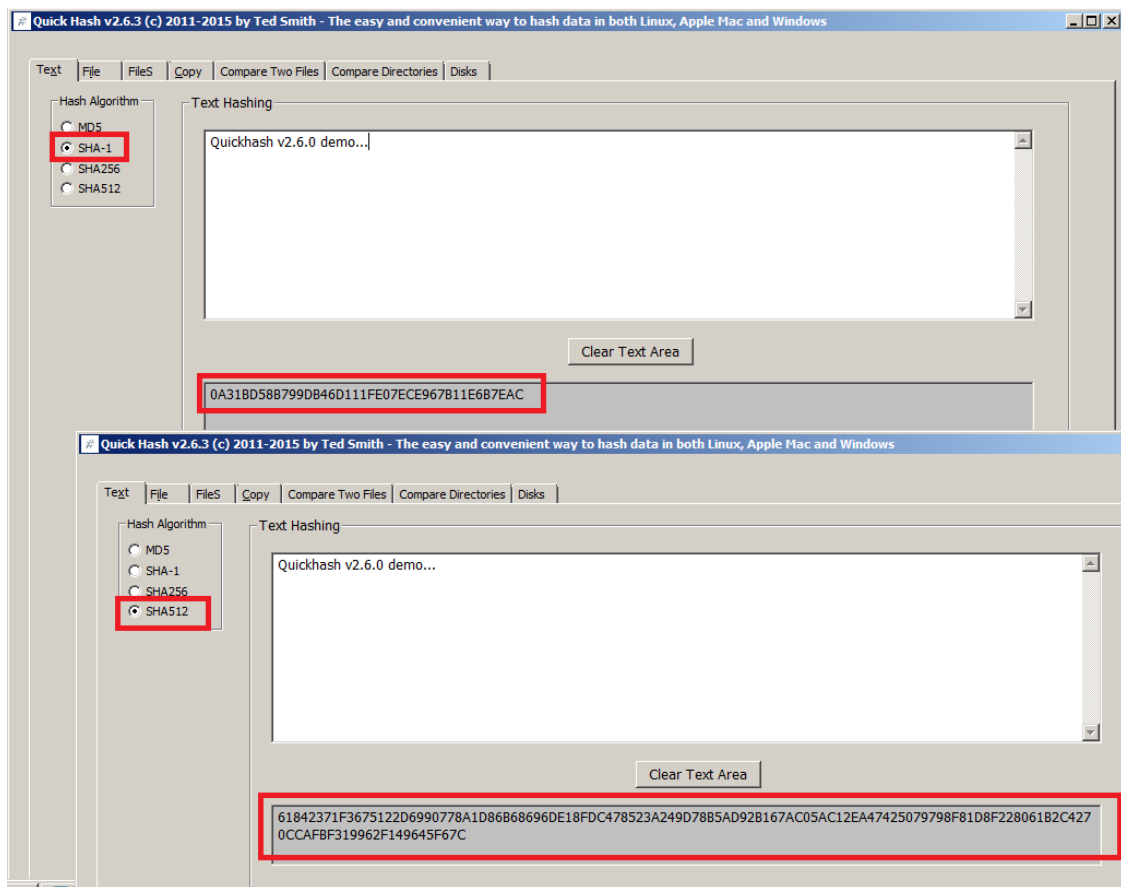 # Quick Hash v2.6.3 (c) 2011-2015 by Ted Smith - The easy and convenient way to hash data in both Linux, Apple Mac and Windows
Text File FileS Copy Compare Two Files Compare Directories Disks
Hash Algorithm
MD5
SHA-1
SHA256
SHA512
Text Hashing
Quickhash v2.6.0 demo...
Clear Text Area
0A31BD58B799DB46D111FE07ECE967B11E6B7EAC
# Quick Hash v2.6.3 (c) 2011-2015 by Ted Smith - The easy and convenient way to hash data in both Linux, Apple Mac and Windows
Text File FileS Copy Compare Two Files Compare Directories Disks
Hash Algorithm
MD5
SHA-1
SHA256
SHA512
Text Hashing
Quickhash v2.6.0 demo...
Clear Text Area
61842371F3675122D6990778A1D86B68696DE18FDC478523A249D78B5AD92B167AC05AC12EA47425079798F81D8F228061B2C427
0CCAFBF319962F149645F67C